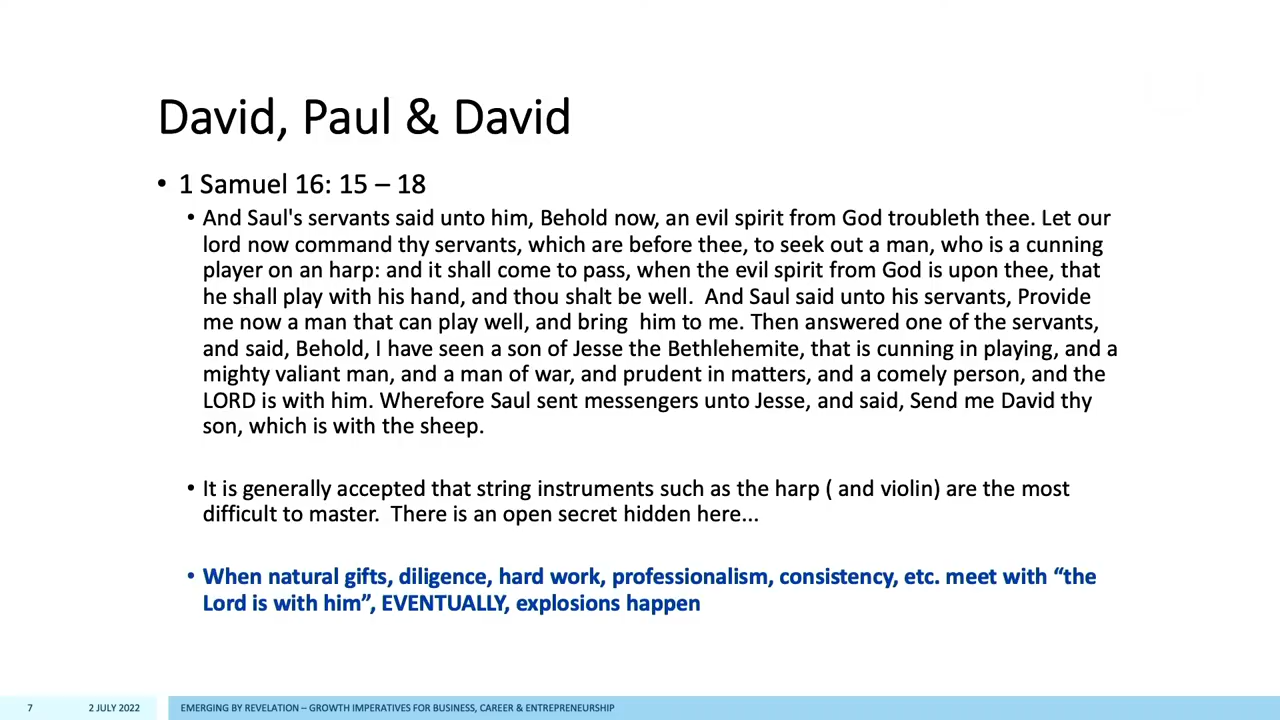 David, Paul & David
• 1 Samuel 16: 15 – 18
• And Saul's servants said unto him, Behold now, an evil spirit from God troubleth thee. Let our
lord now command thy servants, which are before thee, to seek out a man, who is a cunning
player on an harp: and it shall come to pass, when the evil spirit from God is upon thee, that
he shall play with his hand, and thou shalt be well.  And Saul said unto his servants, Provide
me now a man that can play well, and bring  him to me. Then answered one of the servants,
and said, Behold, I have seen a son of Jesse the Bethlehemite, that is cunning in playing, and a
mighty valiant man, and a man of war, and prudent in matters, and a comely person, and the
LORD is with him. Wherefore Saul sent messengers unto Jesse, and said, Send me David thy
son, which is with the sheep.
• It is generally accepted that string instruments such as the harp ( and violin) are the most
difficult to master.  There is an open secret hidden here...
• When natural gifts, diligence, hard work, professionalism, consistency, etc. meet with “the
Lord is with him”, EVENTUALLY, explosions happen
7 2 JULY 2022 EMERGING BY REVELATION – GROWTH IMPERATIVES FOR BUSINESS, CAREER & ENTREPRENEURSHIP